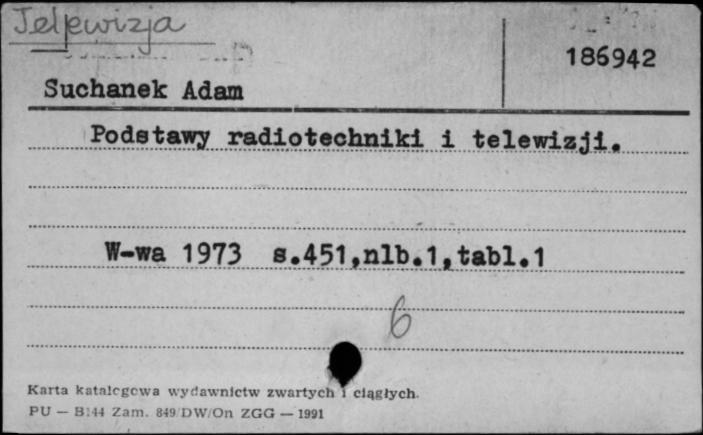 Telewizja
186942
Suchanek Adam
Podstawy radiotechniki i telewizji.
W-wa 1973 s.451,nlb.1,tabl.1
6
Karta katalogowa wydawnictw zwartych i ciągłych.
PU — B144 Zam. 849/DW/On ZGG — 1991